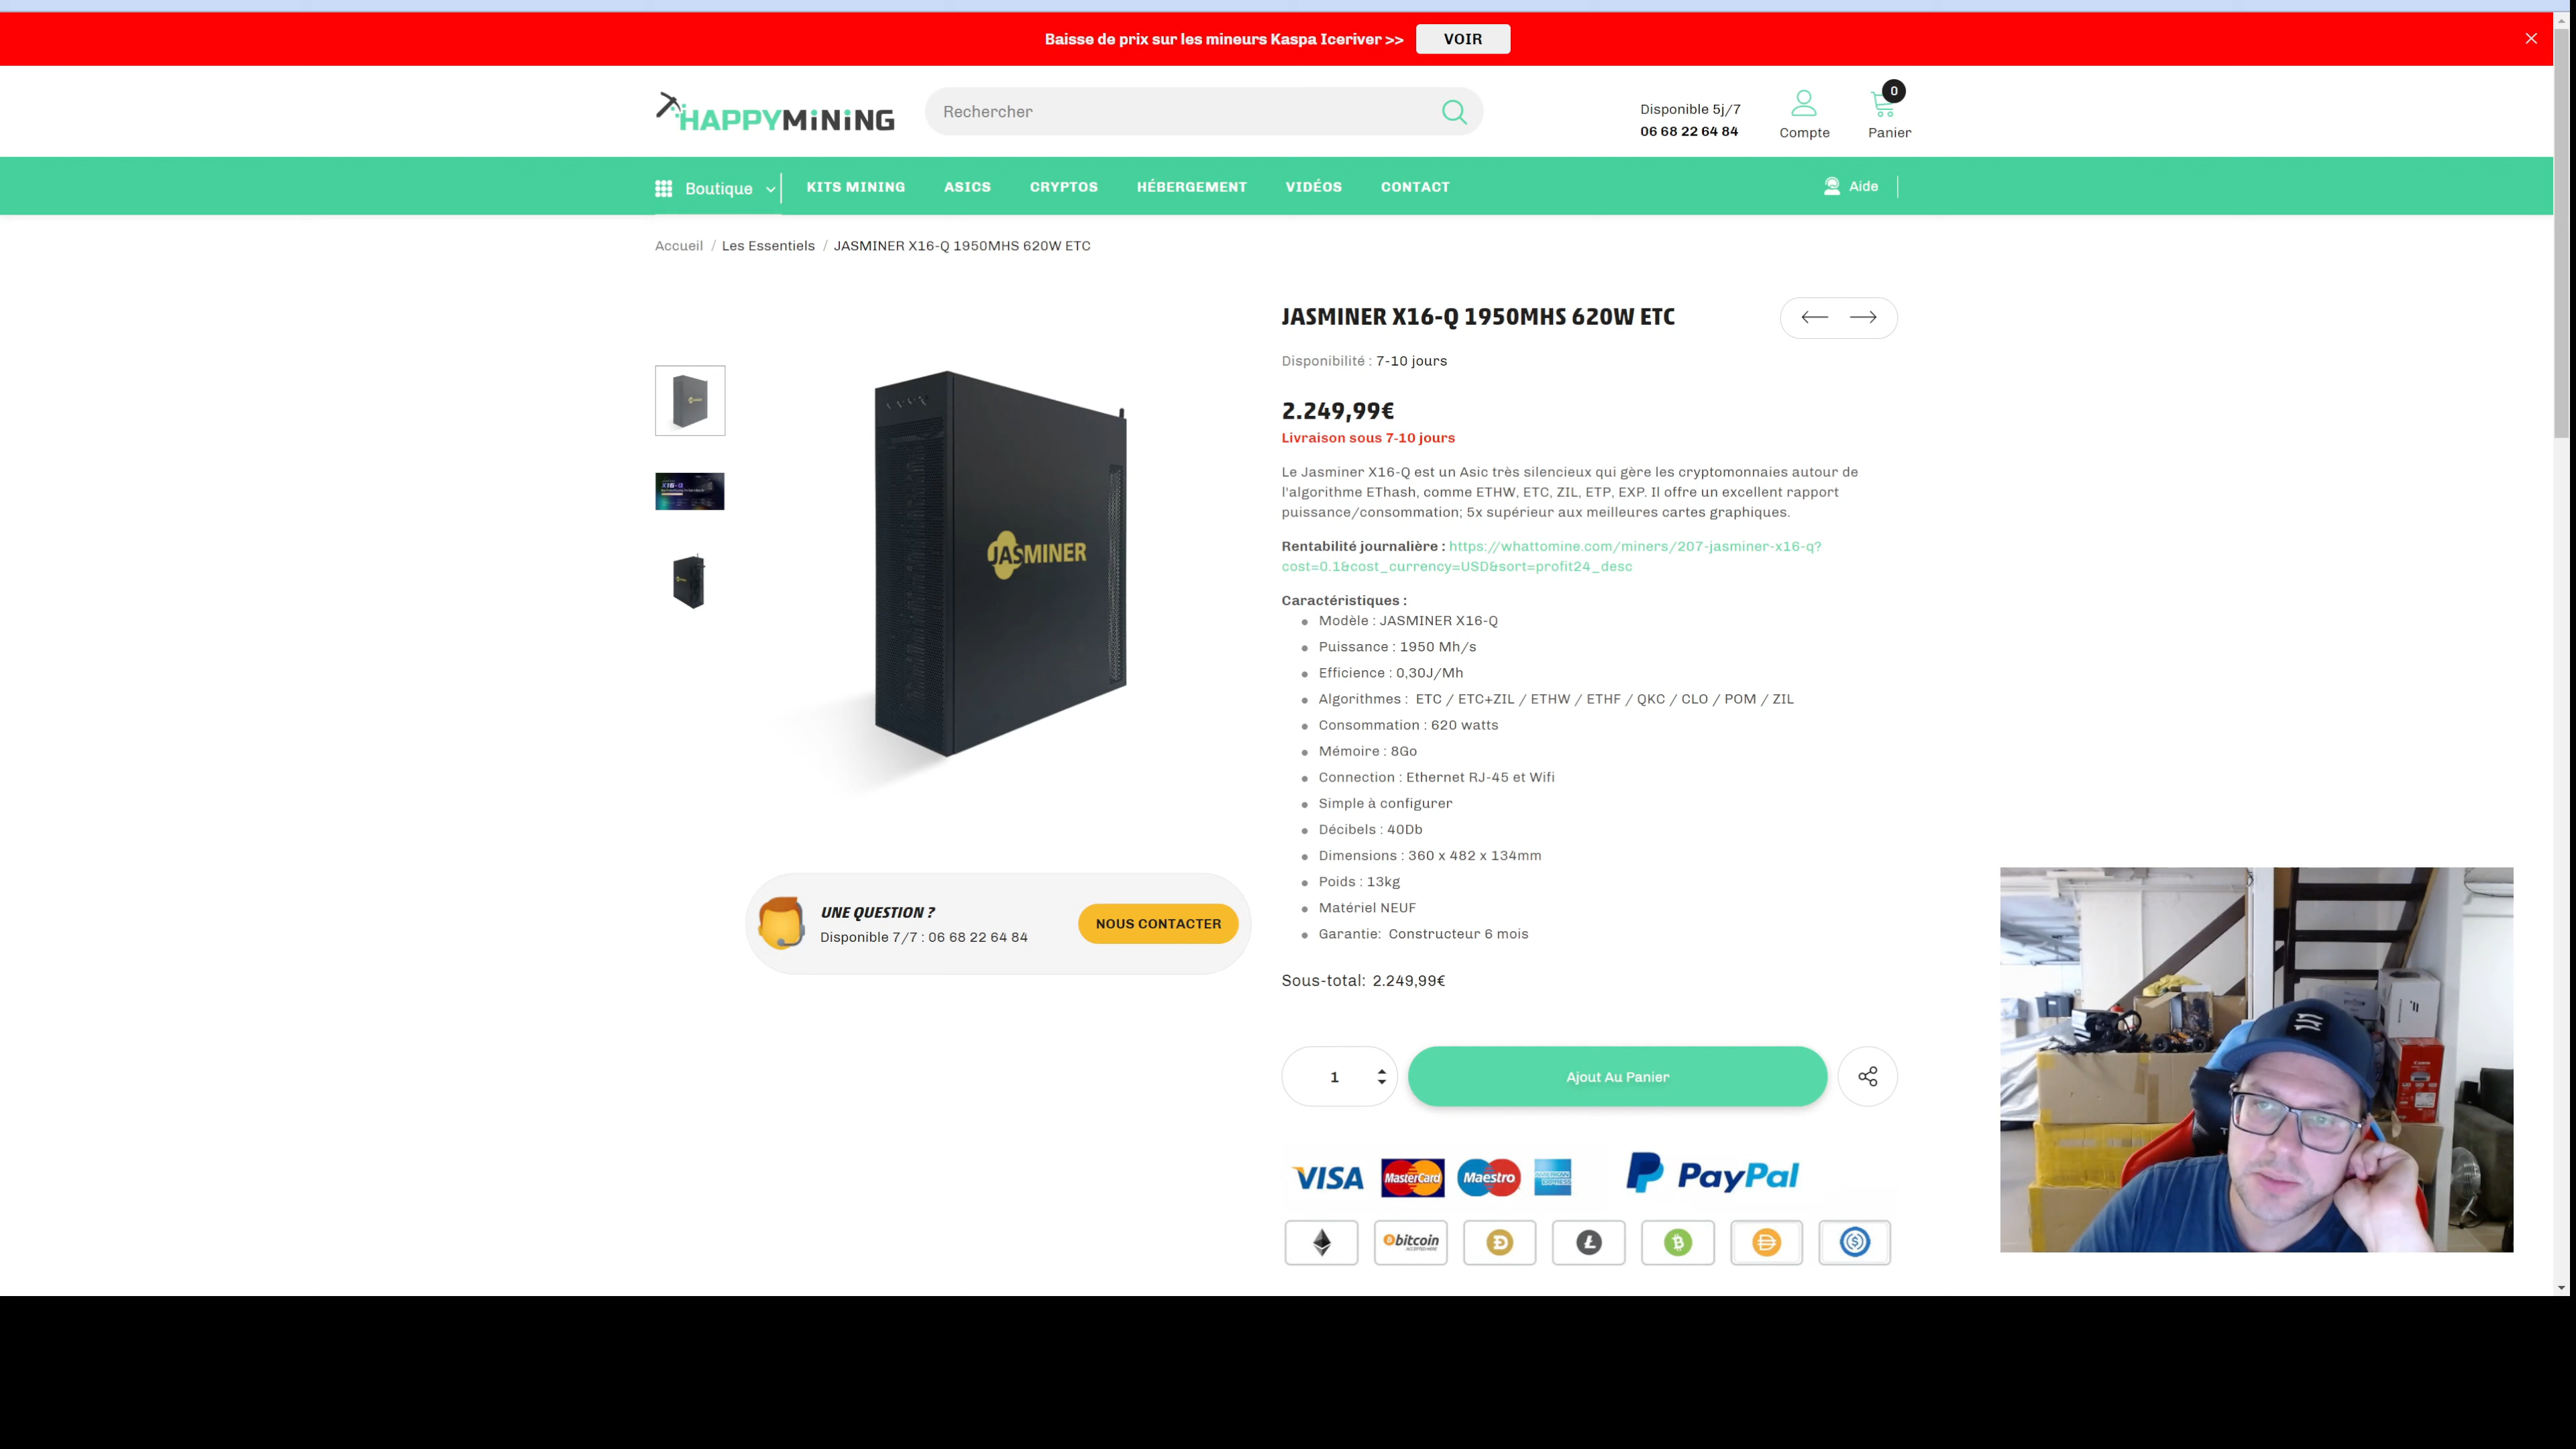 Baisse de prix sur les mineurs Kaspa Iceriver >> VOIR
HAPPYMINING
Rechercher
Disponible 5j/7
06 68 22 64 84
Compte
0
Panier
Boutique
KITS MINING
ASICS
CRYPTOS
HÉBERGEMENT
VIDÉOS
CONTACT
Aide
Accueil / Les Essentiels / JASMINER X16-Q 1950MHS 620W ETC
JASMINER
X16-Q
JASMINER X16-Q 1950MHS 620W ETC
Disponibilité : 7-10 jours
2.249,99€
Livraison sous 7-10 jours
Le Jasminer X16-Q est un Asic très silencieux qui gère les cryptomonnaies autour de
l'algorithme EThash, comme ETHW, ETC, ZIL, ETP, EXP. Il offre un excellent rapport
puissance/consommation; 5x supérieur aux meilleures cartes graphiques.
Rentabilité journalière : https://whattomine.com/miners/207-jasminer-x16-q?
cost=0.1&cost_currency=USD&sort=profit24_desc
Caractéristiques :
Modèle : JASMINER X16-Q
Puissance : 1950 Mh/s
Efficience : 0,30J/Mh
Algorithmes : ETC / ETC+ZIL / ETHW / ETHF / QKC / CLO / POM / ZIL
Consommation : 620 watts
Mémoire : 8Go
Connection : Ethernet RJ-45 et Wifi
Simple à configurer
Décibels : 40Db
Dimensions : 360 x 482 x 134mm
Poids : 13kg
Matériel NEUF
Garantie: Constructeur 6 mois
UNE QUESTION ?
Disponible 7/7 : 06 68 22 64 84
NOUS CONTACTER
Sous-total: 2.249,99€
1
Ajout Au Panier
VISA MasterCard Maestro AMERICAN EXPRESS PayPal
bitcoin
ACCEPTED HERE